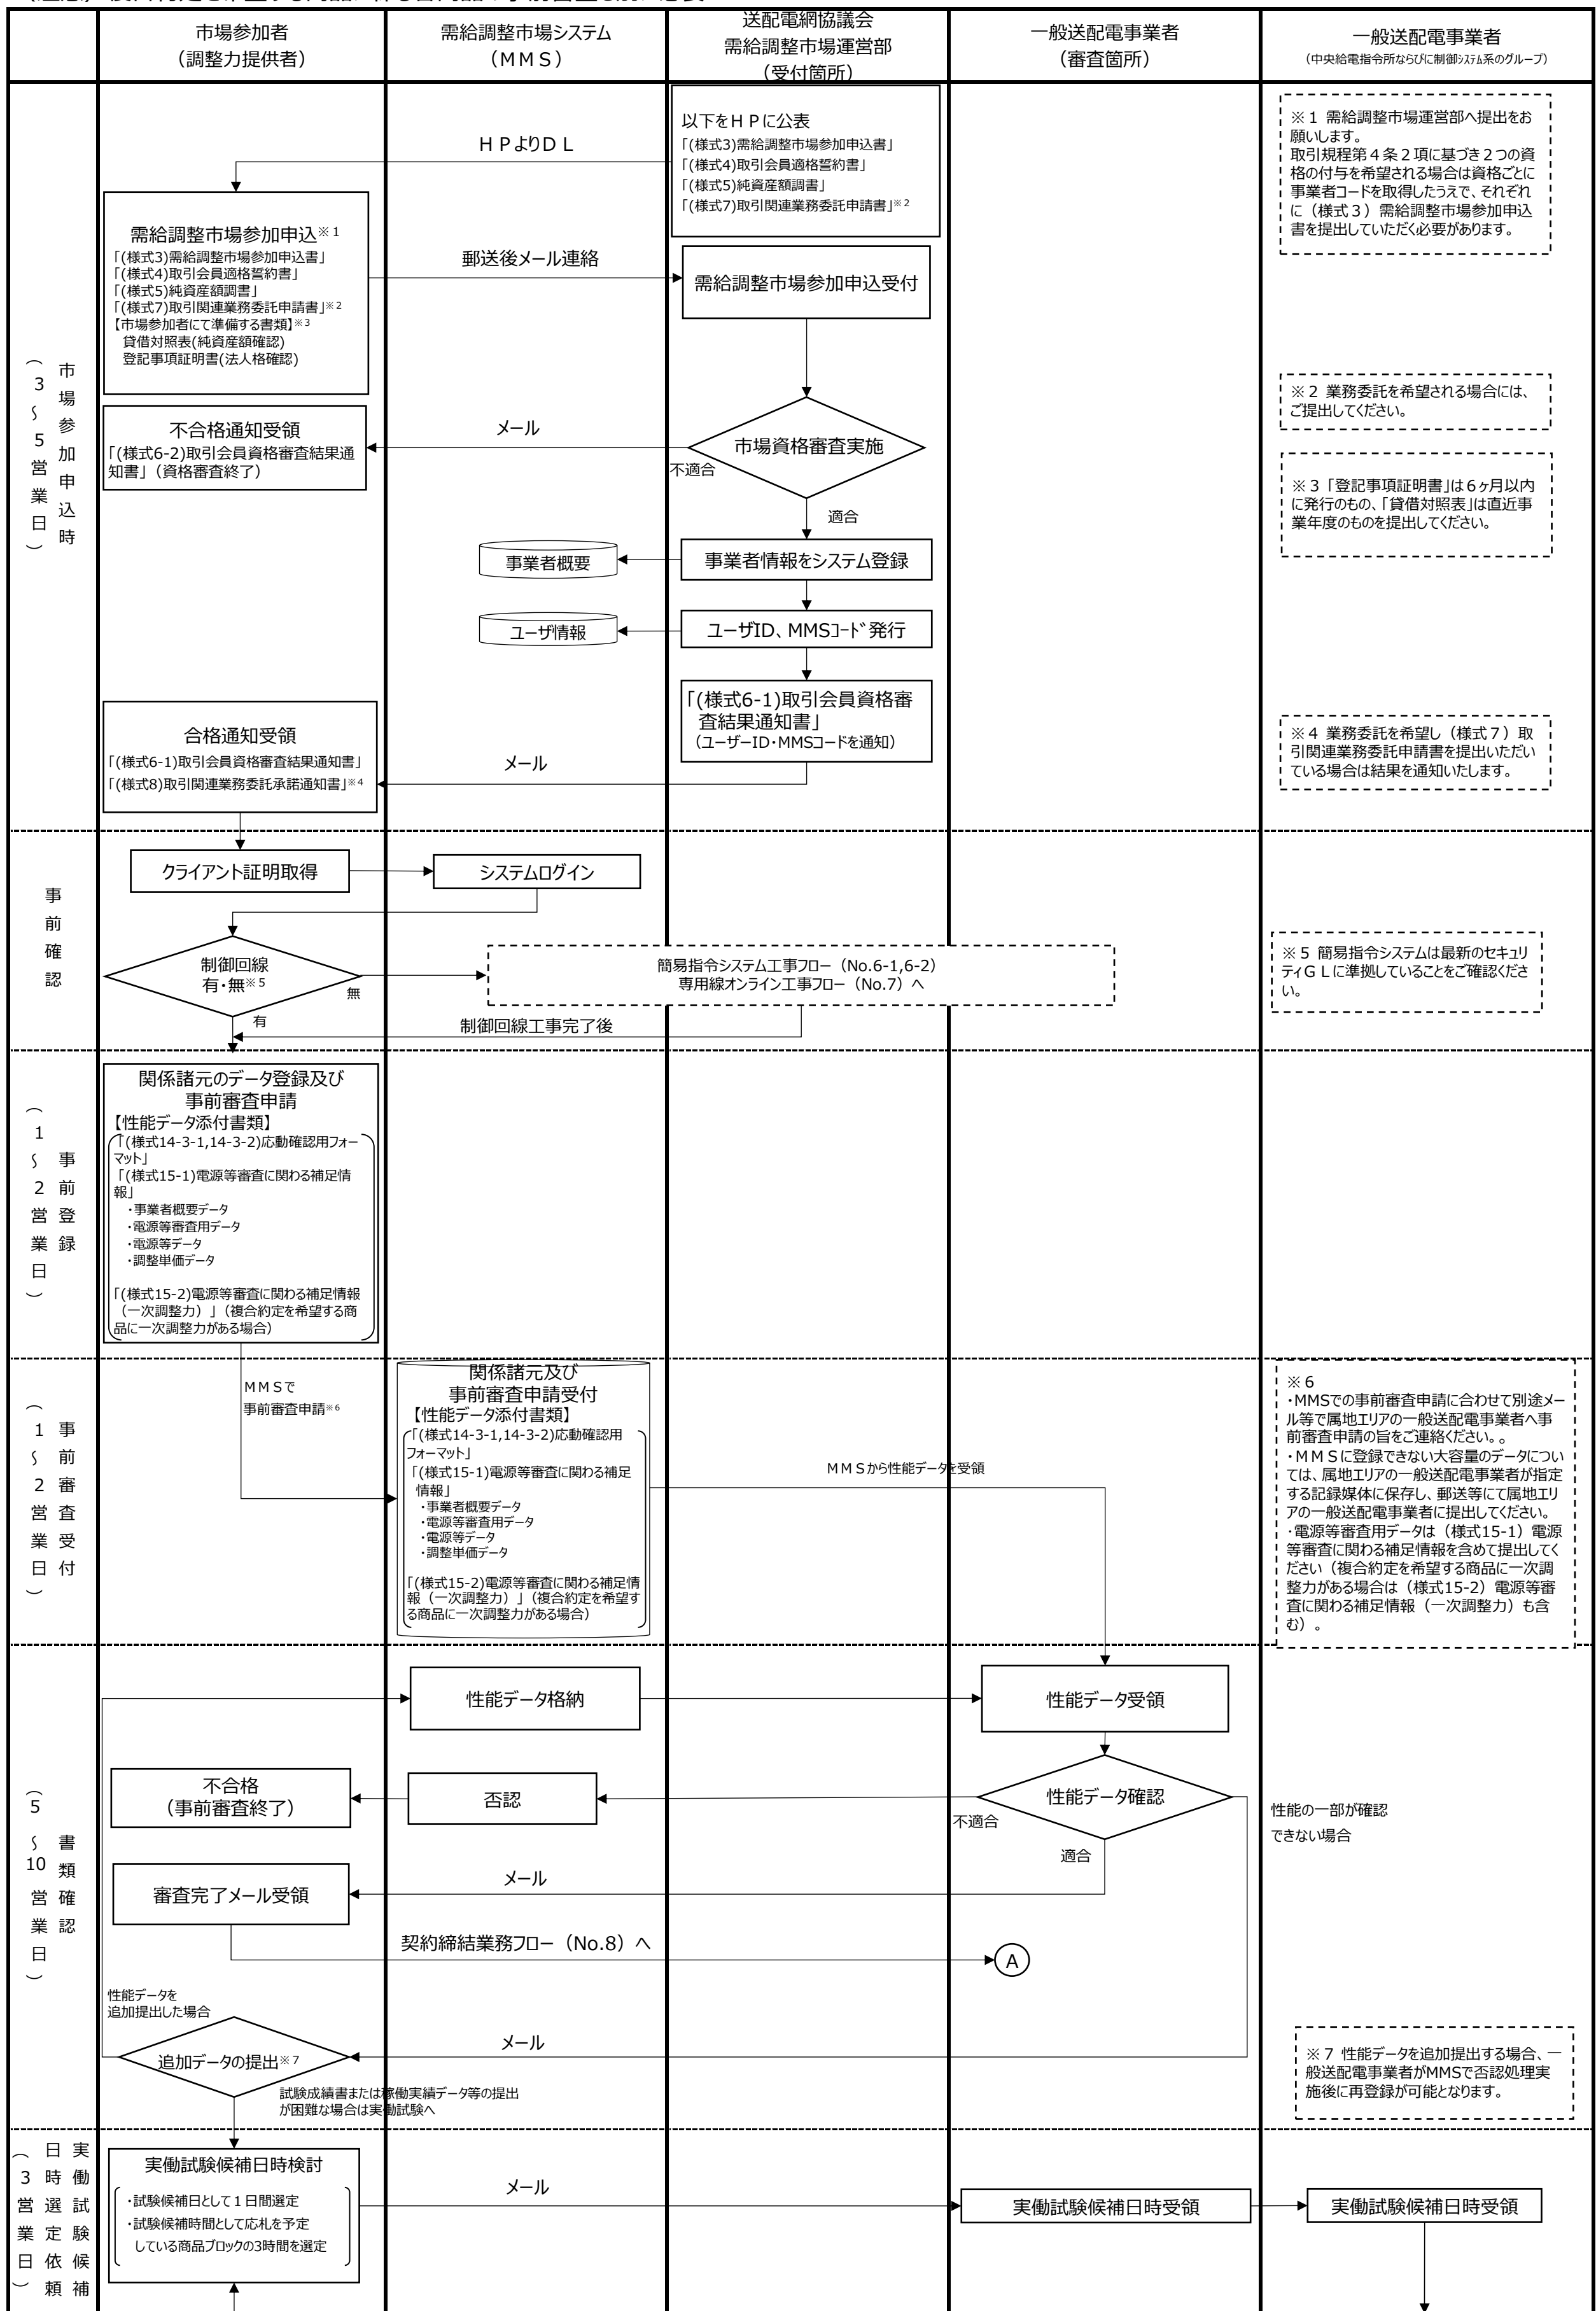 市場参加者
（調整力提供者）
需給調整市場システム
（ＭＭＳ）
送配電網協議会
需給調整市場運営部
（受付箇所）
一般送配電事業者
（審査箇所）
一般送配電事業者
（中央給電指令所ならびに制御システム系のグループ）
市場参加申込時
（３～５営業日）
以下をＨＰに公表
「(様式3)需給調整市場参加申込書」
「(様式4)取引会員適格誓約書」
「(様式5)純資産額調書」
「(様式7)取引関連業務委託申請書」※2
ＨＰよりＤＬ
※１ 需給調整市場運営部へ提出をお
願いします。
取引規程第４条２項に基づき２つの資
格の付与を希望される場合は資格ごとに
事業者コードを取得したうえで、それぞれ
に（様式３）需給調整市場参加申込
書を提出していただく必要があります。
需給調整市場参加申込※1
「(様式3)需給調整市場参加申込書」
「(様式4)取引会員適格誓約書」
「(様式5)純資産額調書」
「(様式7)取引関連業務委託申請書」※2
【市場参加者にて準備する書類】※3
貸借対照表(純資産額確認)
登記事項証明書(法人格確認)
郵送後メール連絡
需給調整市場参加申込受付
※２ 業務委託を希望される場合には、
ご提出してください。
不合格通知受領
「(様式6-2)取引会員資格審査結果通
知書」（資格審査終了）
メール
市場資格審査実施
不適合
適合
※３「登記事項証明書」は６ヶ月以内
に発行のもの、「貸借対照表」は直近事
業年度のものを提出してください。
事業者概要
事業者情報をシステム登録
ユーザ情報
ユーザID、MMSｺｰﾄﾞ発行
「(様式6-1)取引会員資格審
査結果通知書」
（ユーザーID・MMSコードを通知）
合格通知受領
「(様式6-1)取引会員資格審査結果通知書」
「(様式8)取引関連業務委託承諾通知書」※4
メール
※４ 業務委託を希望し（様式７）取
引関連業務委託申請書を提出いただい
ている場合は結果を通知いたします。
事前確認
クライアント証明取得
システムログイン
制御回線
有・無※5
無
有
簡易指令システム工事フロー（No.6-1,6-2）
専用線オンライン工事フロー（No.7）へ
制御回線工事完了後
※５ 簡易指令システムは最新のセキュリ
ティＧＬに準拠していることをご確認くださ
い。
事前登録
（１～２営業日）
関係諸元のデータ登録及び
事前審査申請
【性能データ添付書類】
「(様式14-3-1,14-3-2)応動確認用フォー
マット」
「(様式15-1)電源等審査に関わる補足情
報」
・事業者概要データ
・電源等審査用データ
・電源等データ
・調整単価データ
「(様式15-2)電源等審査に関わる補足情報
（一次調整力）」（複合約定を希望する商
品に一次調整力がある場合）
事前審査受付
（１～２営業日）
ＭＭＳで
事前審査申請※6
関係諸元及び
事前審査申請受付
【性能データ添付書類】
「(様式14-3-1,14-3-2)応動確認用
フォーマット」
「(様式15-1)電源等審査に関わる補足
情報」
・事業者概要データ
・電源等審査用データ
・電源等データ
・調整単価データ
「(様式15-2)電源等審査に関わる補足情
報（一次調整力）」（複合約定を希望す
る商品に一次調整力がある場合）
ＭＭＳから性能データを受領
※６
・MMSでの事前審査申請に合わせて別途メー
ル等で属地エリアの一般送配電事業者へ事
前審査申請の旨をご連絡ください。。
・ＭＭＳに登録できない大容量のデータについ
ては、属地エリアの一般送配電事業者が指定
する記録媒体に保存し、郵送等にて属地エリ
アの一般送配電事業者に提出してください。
・電源等審査用データは（様式15-1）電源
等審査に関わる補足情報を含めて提出してく
ださい（複合約定を希望する商品に一次調
整力がある場合は（様式15-2）電源等審
査に関わる補足情報（一次調整力）も含
む）。
書類確認
（５～10営業日）
性能データ格納
性能データ受領
不合格
（事前審査終了）
否認
性能データ確認
不適合
適合
性能の一部が確認
できない場合
審査完了メール受領
メール
契約締結業務フロー（No.8）へ
A
性能データを
追加提出した場合
追加データの提出※7
メール
試験成績書または稼働実績データ等の提出
が困難な場合は実働試験へ
※７ 性能データを追加提出する場合、一
般送配電事業者がMMSで否認処理実
施後に再登録が可能となります。
実働試験候補
日時選定依頼
（３営業日）
実働試験候補日時検討
・試験候補日として１日間選定
・試験候補時間として応札を予定
している商品ブロックの3時間を選定
メール
実働試験候補日時受領
実働試験候補日時受領